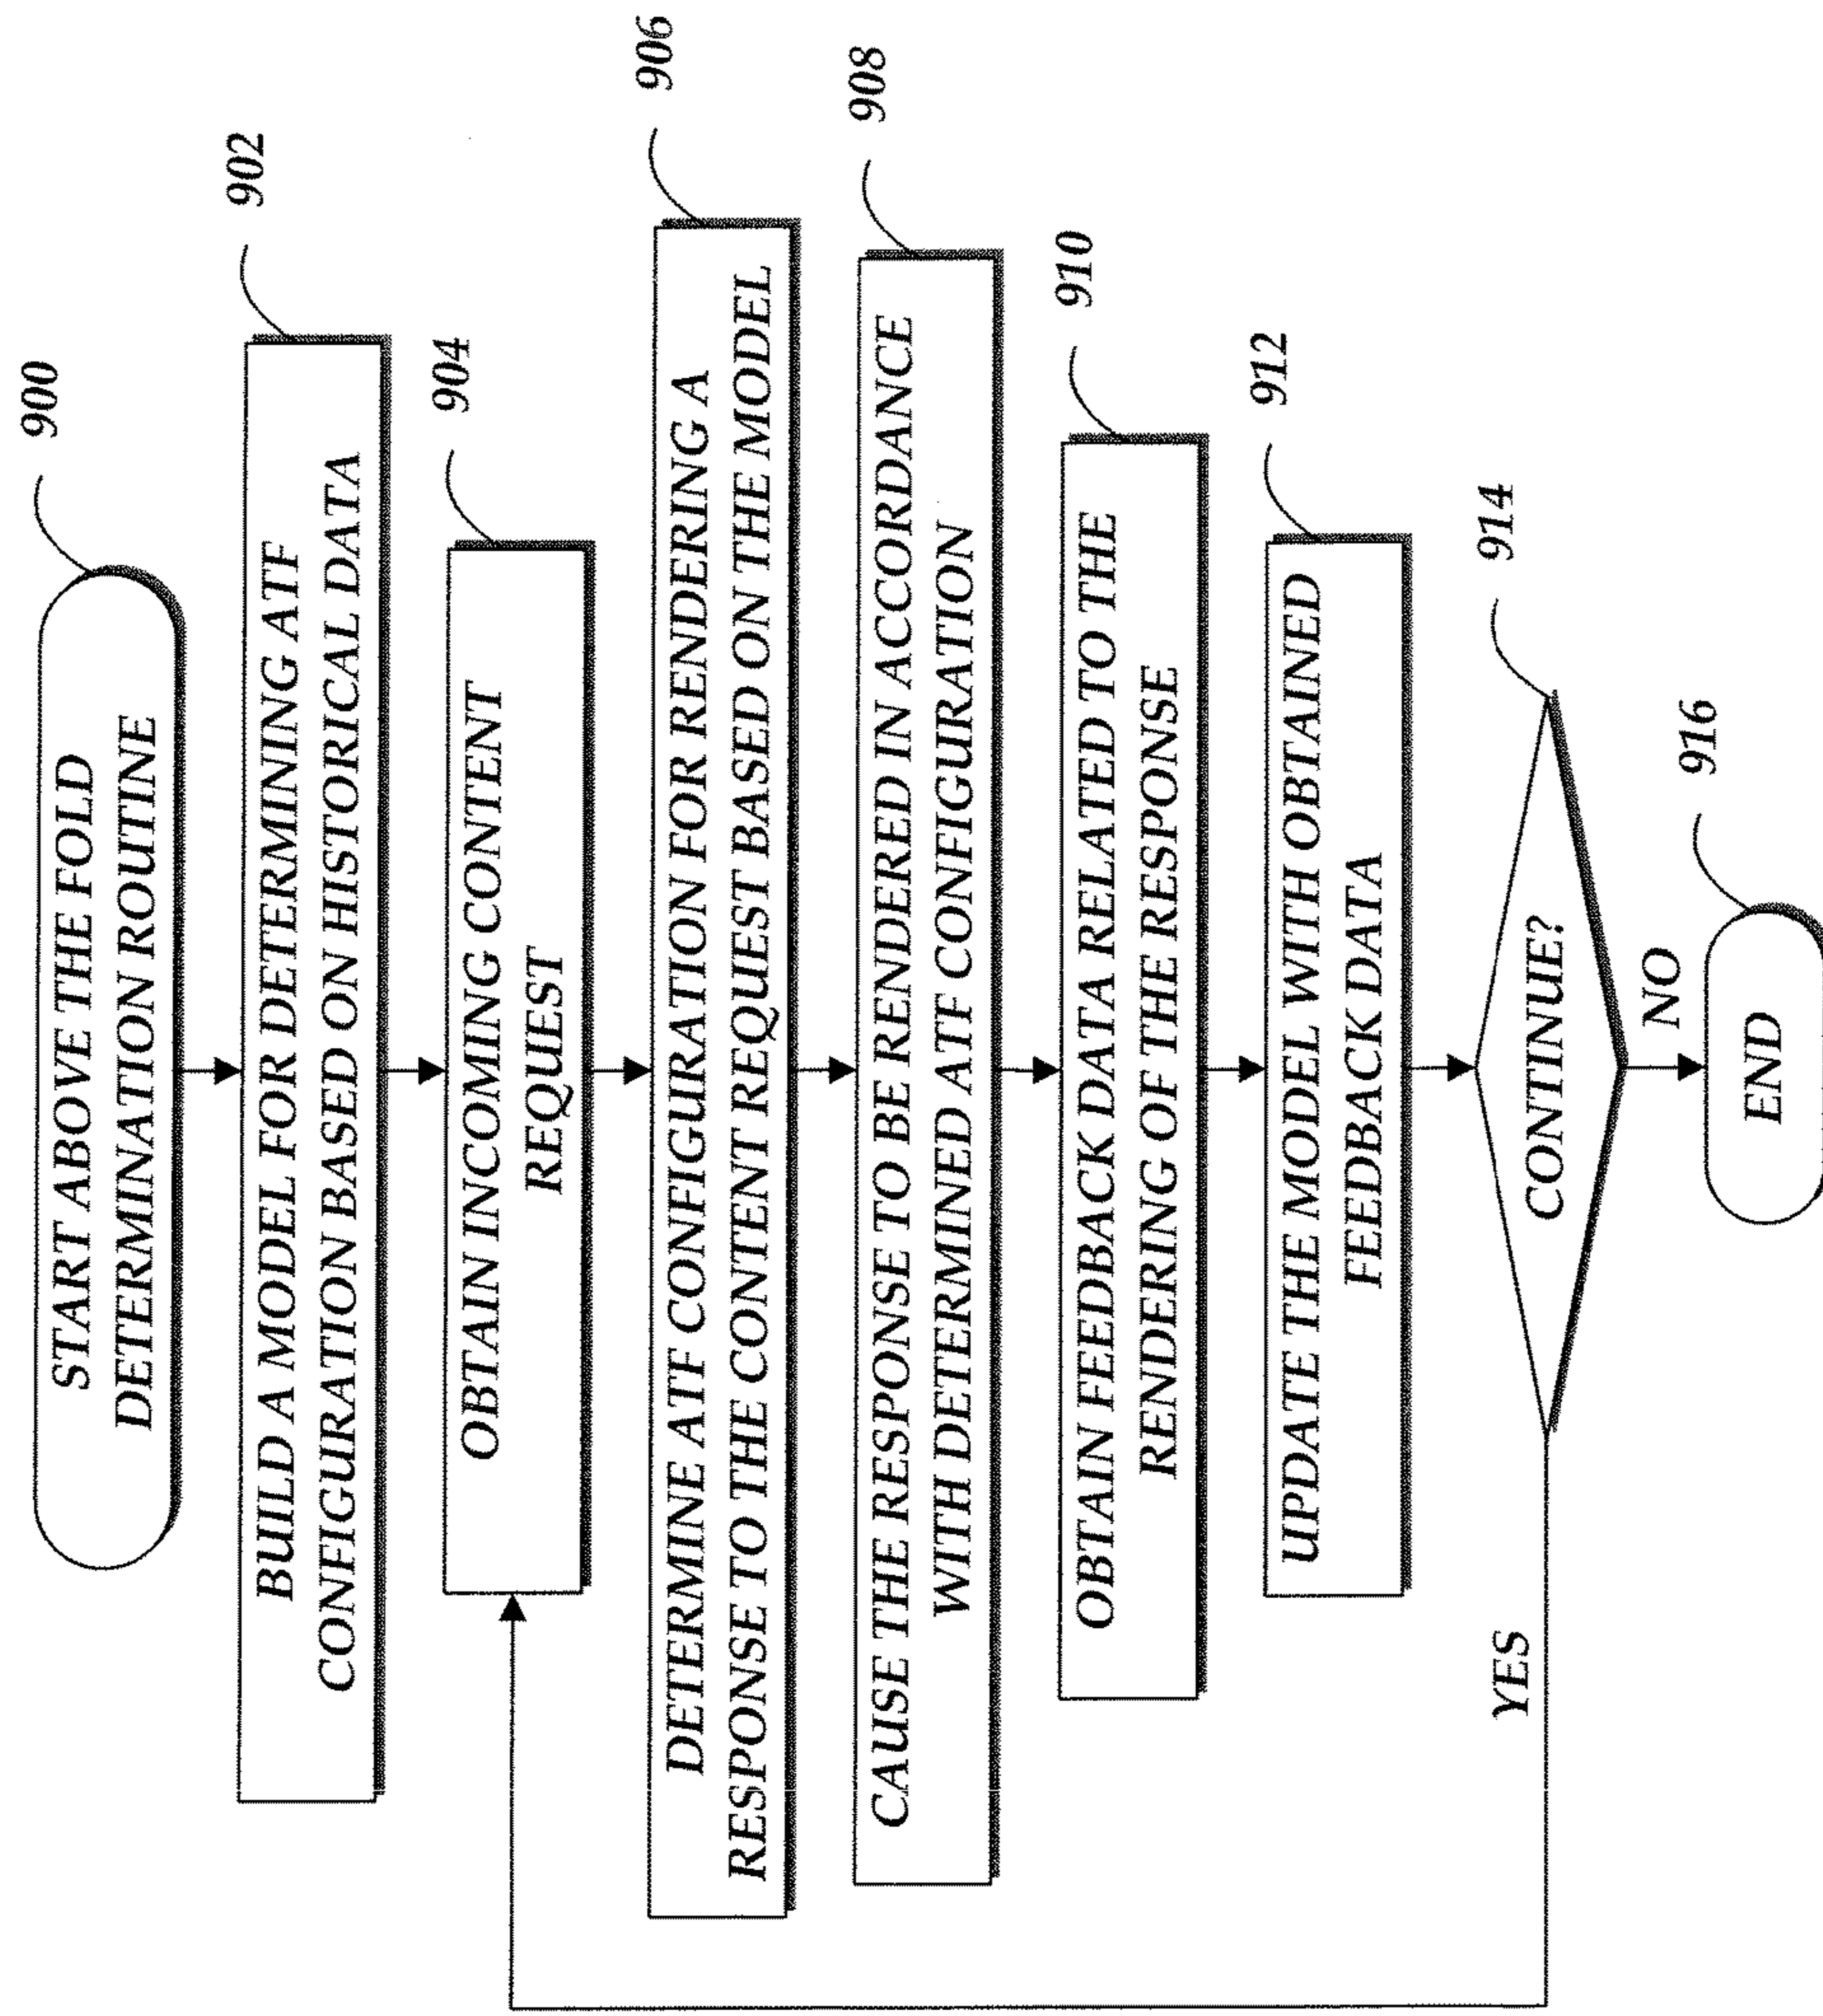 900
START ABOVE THE FOLD
DETERMINATION ROUTINE
902
BUILD A MODEL FOR DETERMINING ATF
CONFIGURATION BASED ON HISTORICAL DATA
904
OBTAIN INCOMING CONTENT
REQUEST
906
DETERMINE ATF CONFIGURATION FOR RENDERING A
RESPONSE TO THE CONTENT REQUEST BASED ON THE MODEL
908
CAUSE THE RESPONSE TO BE RENDERED IN ACCORDANCE
WITH DETERMINED ATF CONFIGURATION
910
OBTAIN FEEDBACK DATA RELATED TO THE
RENDERING OF THE RESPONSE
912
UPDATE THE MODEL WITH OBTAINED
FEEDBACK DATA
914
CONTINUE?
YES
NO
916
END